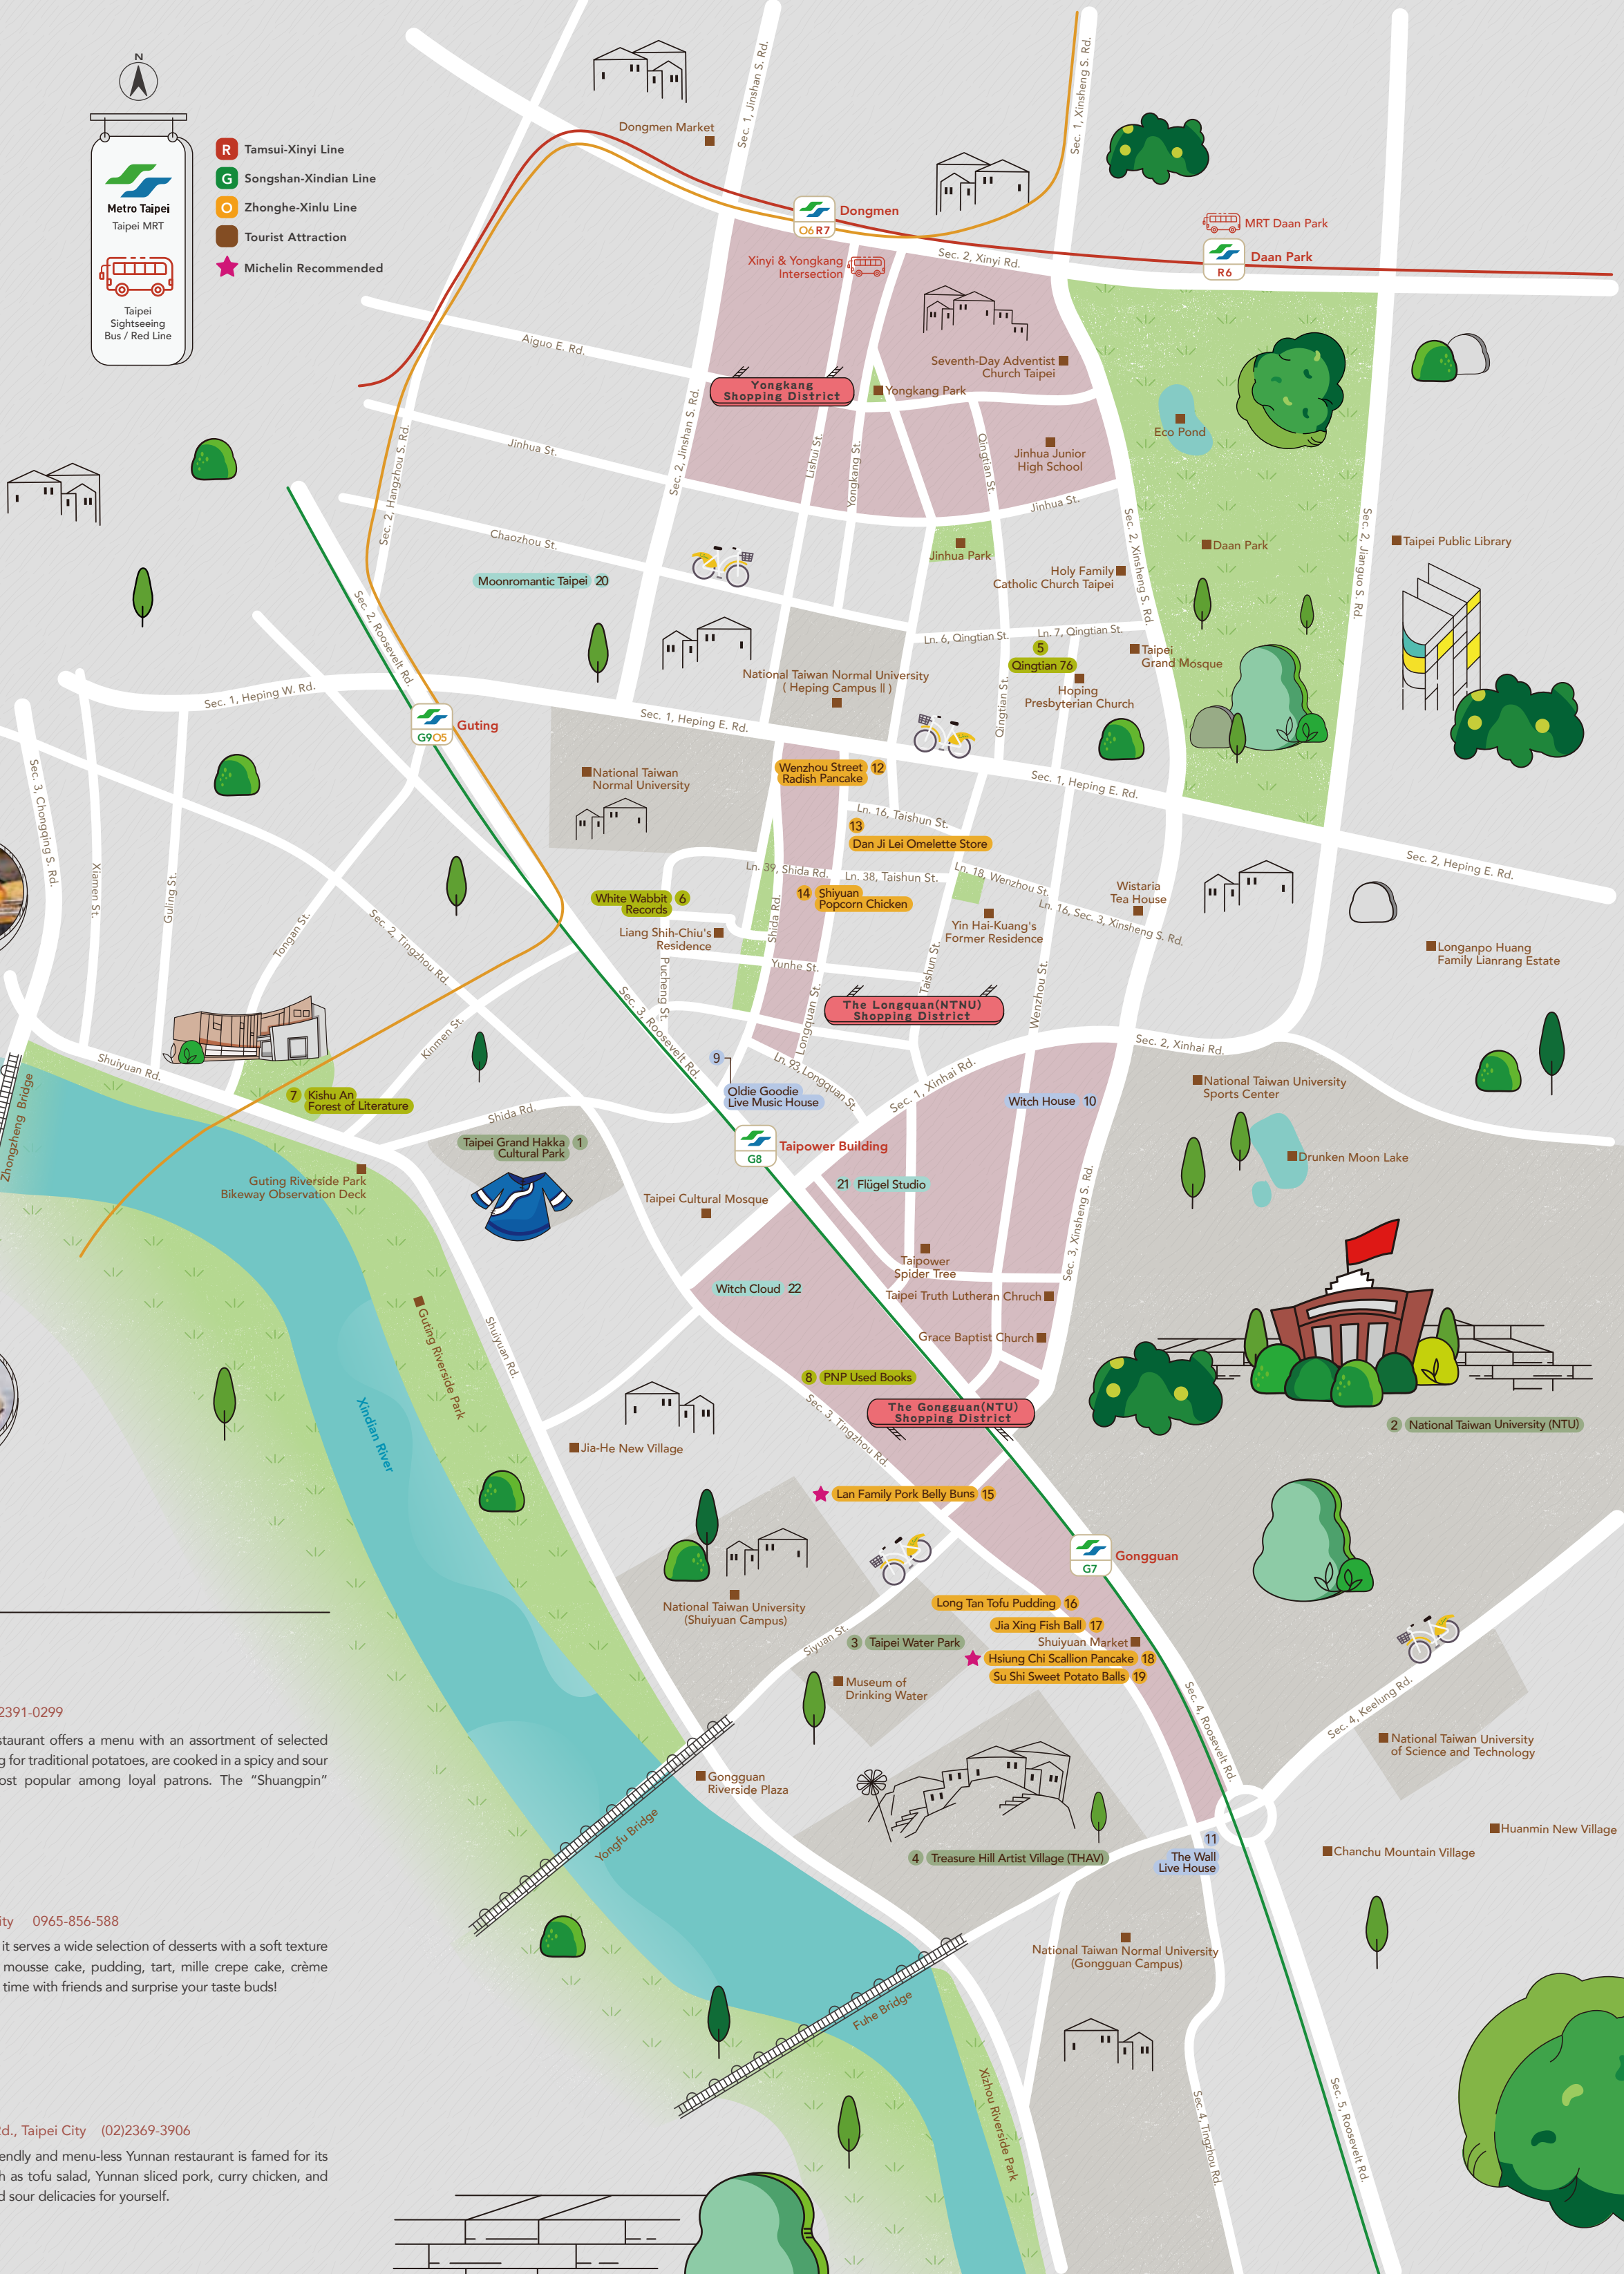 N
Metro Taipei
Taipei MRT
Taipei
Sightseeing
Bus / Red Line
R Tamsui-Xinyi Line
G Songshan-Xindian Line
O Zhonghe-Xinlu Line
Tourist Attraction
Michelin Recommended
Dongmen Market
Sec. 1, Jinshan S. Rd.
Sec. 1, Xinsheng S. Rd.
O6 R7
Dongmen
MRT Daan Park
R6
Daan Park
Sec. 2, Xinyi Rd.
Xinyi & Yongkang
Intersection
Aiguo E. Rd.
Seventh-Day Adventist
Church Taipei
Yongkang
Shopping District
Yongkang Park
Eco Pond
Sec. 2, Hangzhou S. Rd.
Jinhua St.
Sec. 2, Jinshan S. Rd.
Lishui St.
Yongkang St.
Qingtian St.
Jinhua Junior
High School
Jinhua St.
Chaozhou St.
Jinhua Park
Sec. 2, Xinsheng S. Rd.
Daan Park
Sec. 2, Jianguo S. Rd.
Taipei Public Library
Moonromantic Taipei 20
Holy Family
Catholic Church Taipei
Sec. 2, Roosevelt Rd.
Ln. 6, Qingtian St.
Ln. 7, Qingtian St.
5
Qingtian 76
Taipei
Grand Mosque
National Taiwan Normal University
( Heping Campus II )
Hoping
Presbyterian Church
Qingtian St.
Sec. 1, Heping W. Rd.
Sec. 1, Heping E. Rd.
G9 O5
Guting
Sec. 3, Chongqing S. Rd.
National Taiwan
Normal University
Wenzhou Street 12
Radish Pancake
Sec. 1, Heping E. Rd.
Ln. 16, Taishun St.
13
Dan Ji Lei Omelette Store
Sec. 2, Heping E. Rd.
Xiamen St.
Guling St.
Ln. 39, Shida Rd.
Ln. 38, Taishun St.
Ln. 18, Wenzhou St.
Wistaria
Tea House
White Wabbit 6
Records
14 Shiyuan
Popcorn Chicken
Ln. 16, Sec. 3, Xinsheng S. Rd.
Liang Shih-Chiu's
Residence
Shida Rd.
Yin Hai-Kuang's
Former Residence
Longanpo Huang
Family Lianrang Estate
Tongan St.
Sec. 2, Tingzhou Rd.
Yunhe St.
Pucheng St.
Taishun St.
Wenzhou St.
The Longquan(NTNU)
Shopping District
Longquan St.
Sec. 3, Roosevelt Rd.
Kinmen St.
Sec. 2, Xinhai Rd.
Shuiyuan Rd.
Zhongzheng Bridge
9
Oldie Goodie
Live Music House
Ln. 93, Longquan St.
Sec. 1, Xinhai Rd.
National Taiwan University
Sports Center
7 Kishu An
Forest of Literature
Witch House 10
Shida Rd.
Taipei Grand Hakka 1
Cultural Park
G8
Taipower Building
Drunken Moon Lake
Guting Riverside Park
Bikeway Observation Deck
21 Flügel Studio
Taipei Cultural Mosque
Sec. 3, Xinsheng S. Rd.
Taipower
Spider Tree
Witch Cloud 22
Taipei Truth Lutheran Chruch
Guting Riverside Park
Shuiyuan Rd.
Grace Baptist Church
8 PNP Used Books
Xindian River
Sec. 3, Tingzhou Rd.
The Gongguan(NTU)
Shopping District
2 National Taiwan University (NTU)
Jia-He New Village
Lan Family Pork Belly Buns 15
G7
Gongguan
National Taiwan University
(Shuiyuan Campus)
Long Tan Tofu Pudding 16
Jia Xing Fish Ball 17
Siyuan St.
3 Taipei Water Park
Shuiyuan Market
Hsiung Chi Scallion Pancake 18
Su Shi Sweet Potato Balls 19
Museum of
Drinking Water
Sec. 4, Roosevelt Rd.
Sec. 4, Keelung Rd.
National Taiwan University
of Science and Technology
Gongguan
Riverside Plaza
Yongfu Bridge
Huanmin New Village
Chanchu Mountain Village
11
The Wall
Live House
4 Treasure Hill Artist Village (THAV)
National Taiwan Normal University
(Gongguan Campus)
Fuhe Bridge
Xizhou Riverside Park
Sec. 4, Tingzhou Rd.
Sec. 5, Roosevelt Rd.
2391-0299
staurant offers a menu with an assortment of selected
g for traditional potatoes, are cooked in a spicy and sour
ost popular among loyal patrons. The “Shuangpin”
ity 0965-856-588
it serves a wide selection of desserts with a soft texture
mousse cake, pudding, tart, mille crepe cake, crème
time with friends and surprise your taste buds!
Rd., Taipei City (02)2369-3906
endly and menu-less Yunnan restaurant is famed for its
h as tofu salad, Yunnan sliced pork, curry chicken, and
d sour delicacies for yourself.